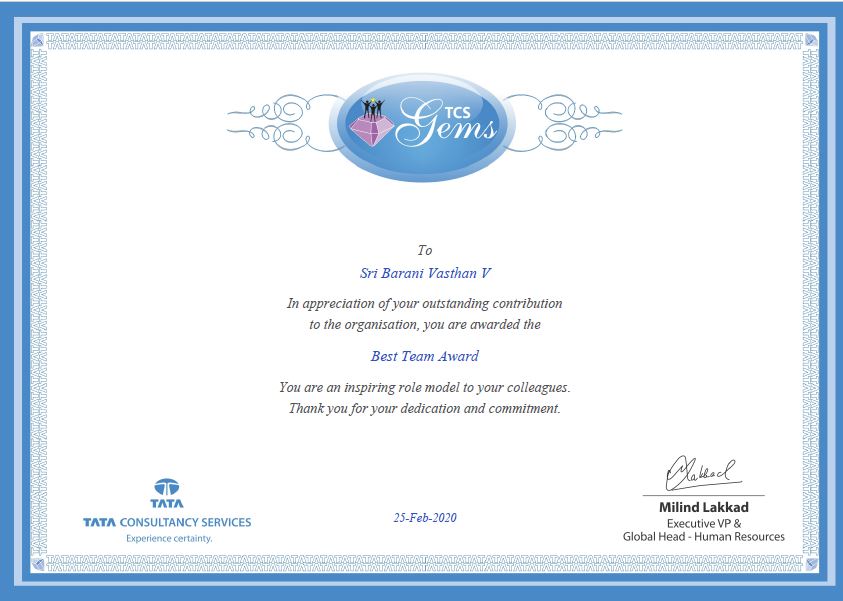 TCS
Gems
To
Sri Barani Vasthan V
In appreciation of your outstanding contribution
to the organisation, you are awarded the
Best Team Award
You are an inspiring role model to your colleagues.
Thank you for your dedication and commitment.
Lakkad
Milind Lakkad
Executive VP &
Global Head - Human Resources
25-Feb-2020
TATA
TATA CONSULTANCY SERVICES
Experience certainty.